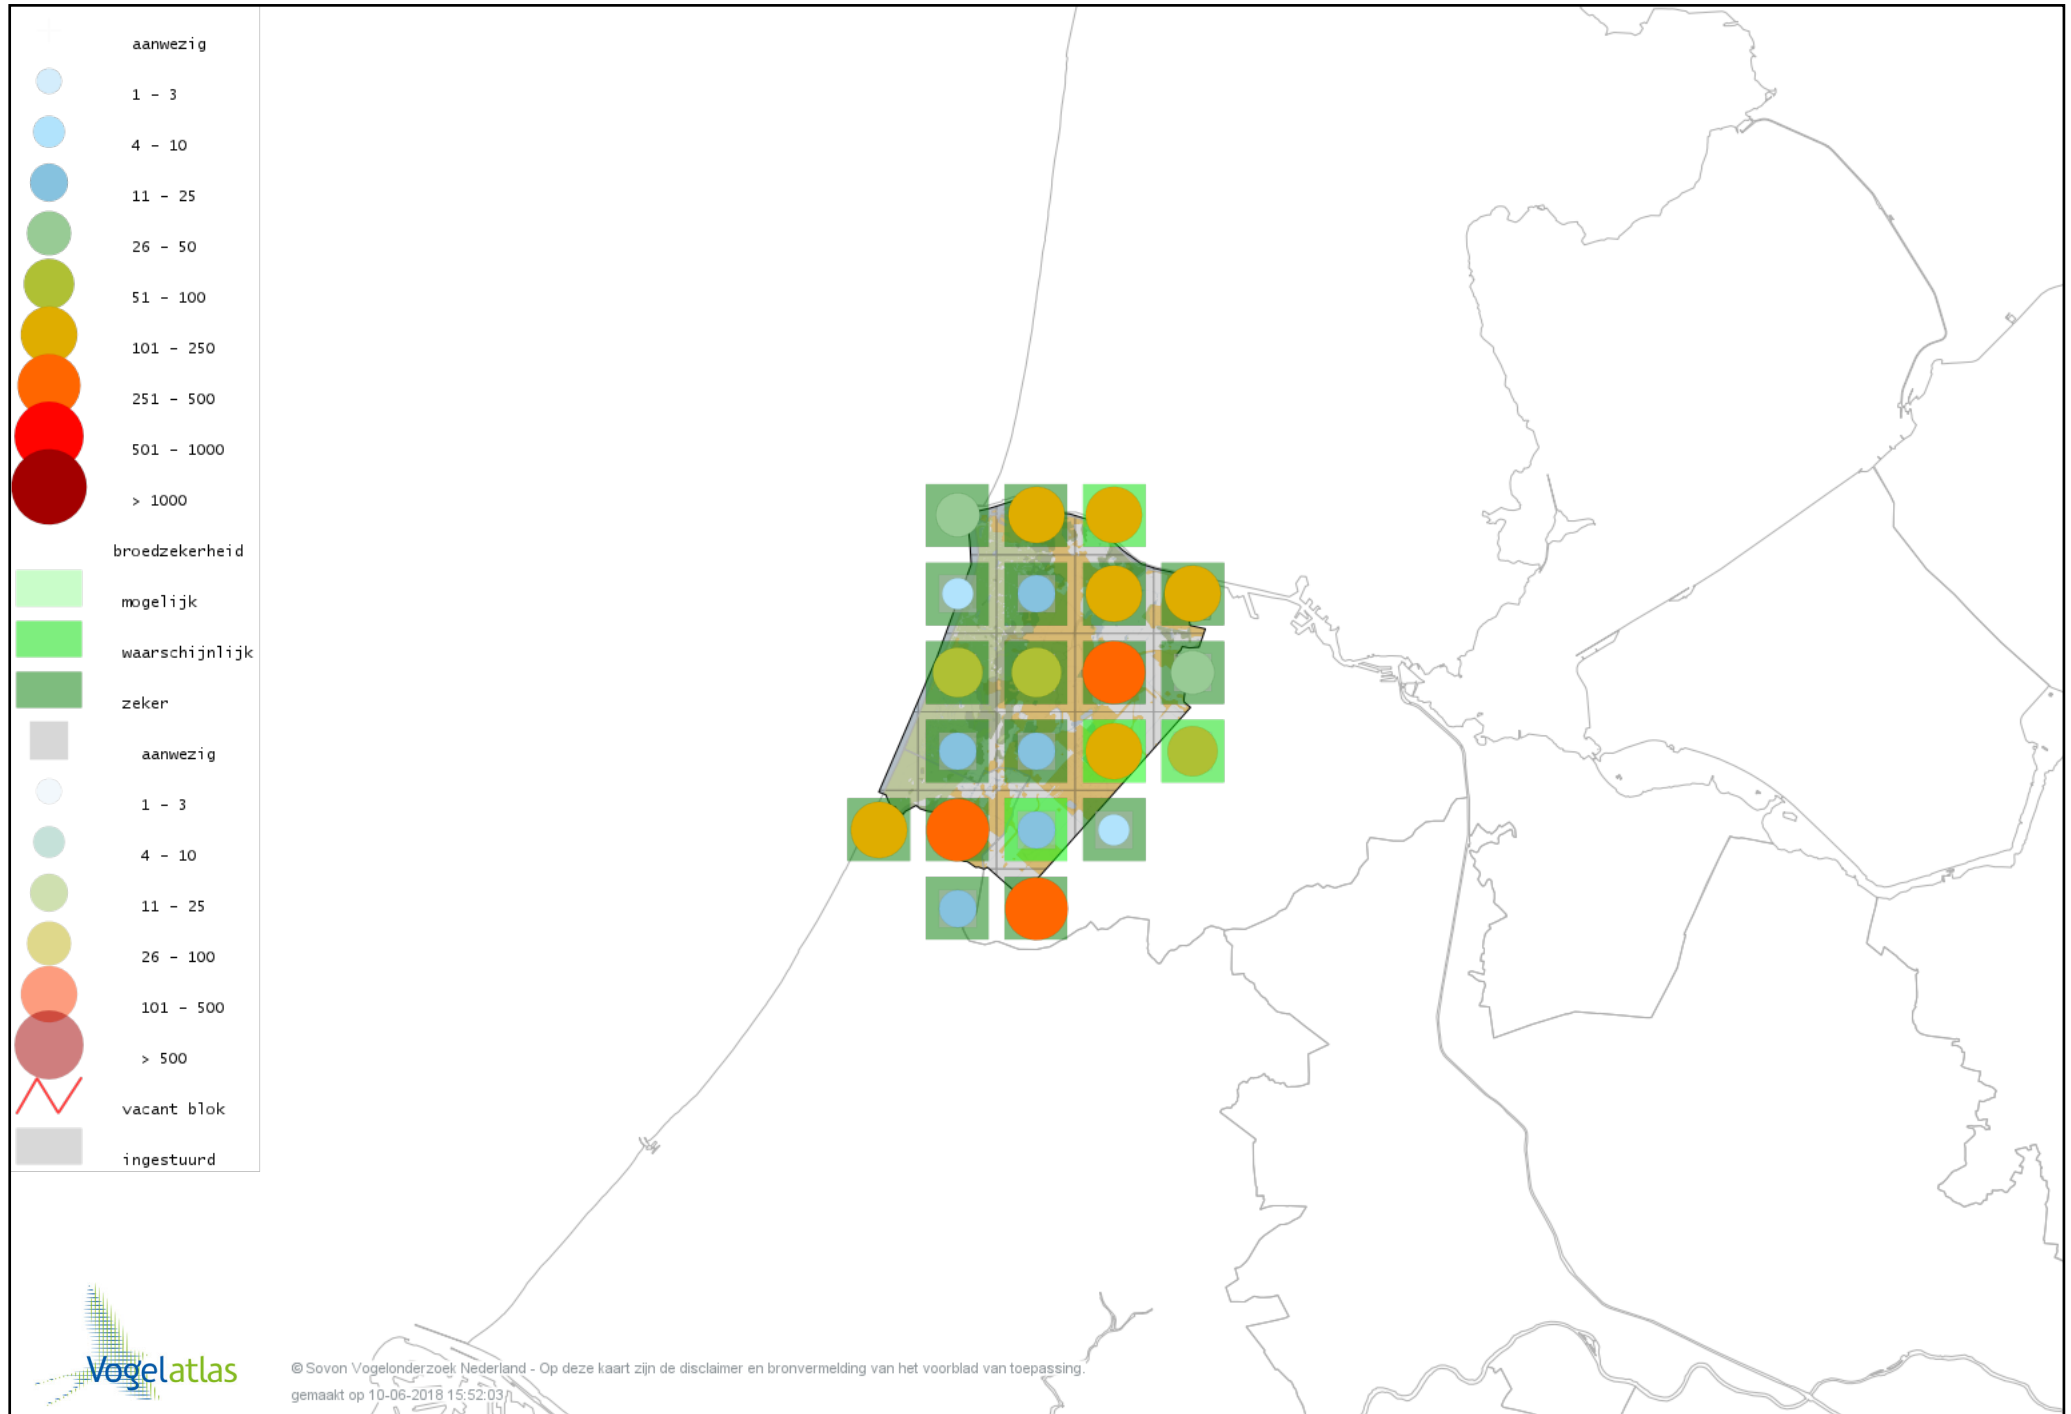 aanwezig
1 - 3
4 - 10
11 - 25
26 - 50
51 - 100
101 - 250
251 - 500
501 - 1000
> 1000
broedzekerheid
mogelijk
waarschijnlijk
zeker
aanwezig
1 - 3
4 - 10
11 - 25
26 - 100
101 - 500
> 500
vacant blok
ingestuurd
Vogelatlas
© Sovon Vogelonderzoek Nederland - Op deze kaart zijn de disclaimer en bronvermelding van het voorblad van toepassing.
gemaakt op 10-06-2018 15:52:03